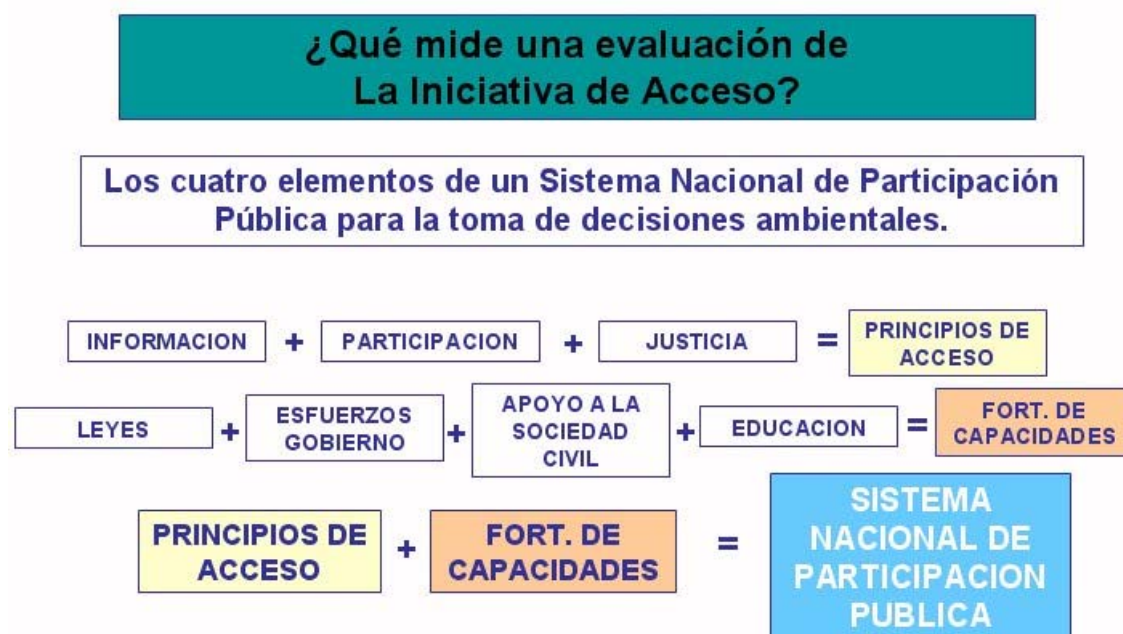 ¿Qué mide una evaluación de
La Iniciativa de Acceso?
Los cuatro elementos de un Sistema Nacional de Participación
Pública para la toma de decisiones ambientales.
INFORMACION + PARTICIPACION + JUSTICIA = PRINCIPIOS DE
ACCESO
LEYES + ESFUERZOS
GOBIERNO + APOYO A LA
SOCIEDAD
CIVIL + EDUCACION = FORT. DE
CAPACIDADES
PRINCIPIOS DE
ACCESO + FORT. DE
CAPACIDADES = SISTEMA
NACIONAL DE
PARTICIPACION
PUBLICA